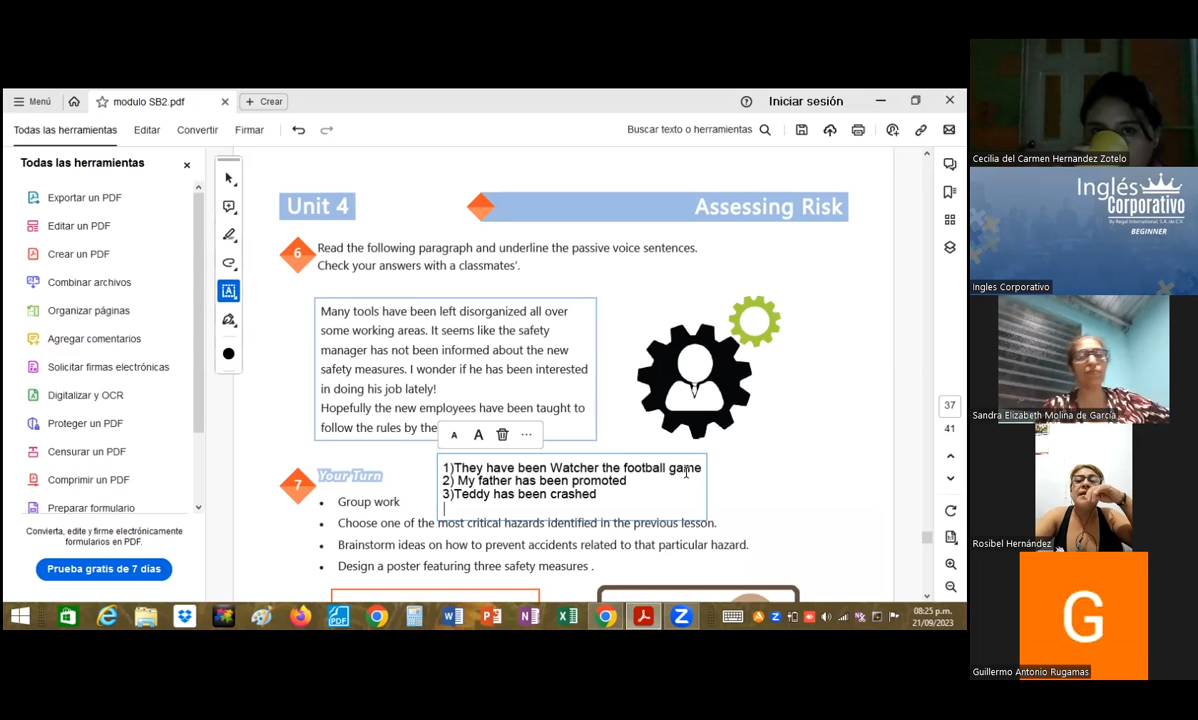 modulo SB2.pdf
Crear
Menú
Iniciar sesión
Todas las herramientas
Editar
Convertir
Firmar
Buscar texto o herramientas
Todas las herramientas
Exportar un PDF
Editar un PDF
Crear un PDF
Combinar archivos
Organizar páginas
Agregar comentarios
Solicitar firmas electrónicas
Digitalizar y OCR
Proteger un PDF
Censurar un PDF
Comprimir un PDF
Preparar formulario
Convierta, edite y firme electrónicamente
formularios en PDF.
Prueba gratis de 7 días
Unit 4
Assessing Risk
6
Read the following paragraph and underline the passive voice sentences.
Check your answers with a classmates'.
Many tools have been left disorganized all over
some working areas. It seems like the safety
manager has not been informed about the new
safety measures. I wonder if he has been interested
in doing his job lately!
Hopefully the new employees have been taught to
follow the rules by the
A A
1)They have been Watcher the football game
2) My father has been promoted
3)Teddy has been crashed
7
Your Turn
• Group work
• Choose one of the most critical hazards identified in the previous lesson.
• Brainstorm ideas on how to prevent accidents related to that particular hazard.
• Design a poster featuring three safety measures .
37
41
08:25 p.m.
21/09/2023
Cecilia del Carmen Hernandez Zotelo
Inglés
Corporativo
By Regal International, S.A. de C.V.
BEGINNER
Ingles Corporativo
Sandra Elizabeth Molina de García
Rosibel Hernández
G
Guillermo Antonio Rugamas